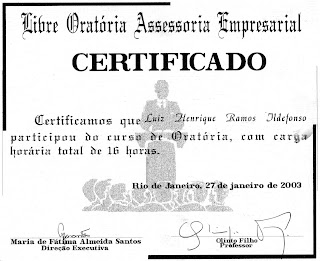 Libre Oratória Assessoria Empresarial
CERTIFICADO
Certificamos que Luiz Henrique Ramos Ildefonso
participou do curso de Oratória, com carga
horária total de 16 horas.
Rio de Janeiro, 27 de janeiro de 2003
Maria de Fátima Almeida Santos
Direção Executiva
Olinto Filho
Professor